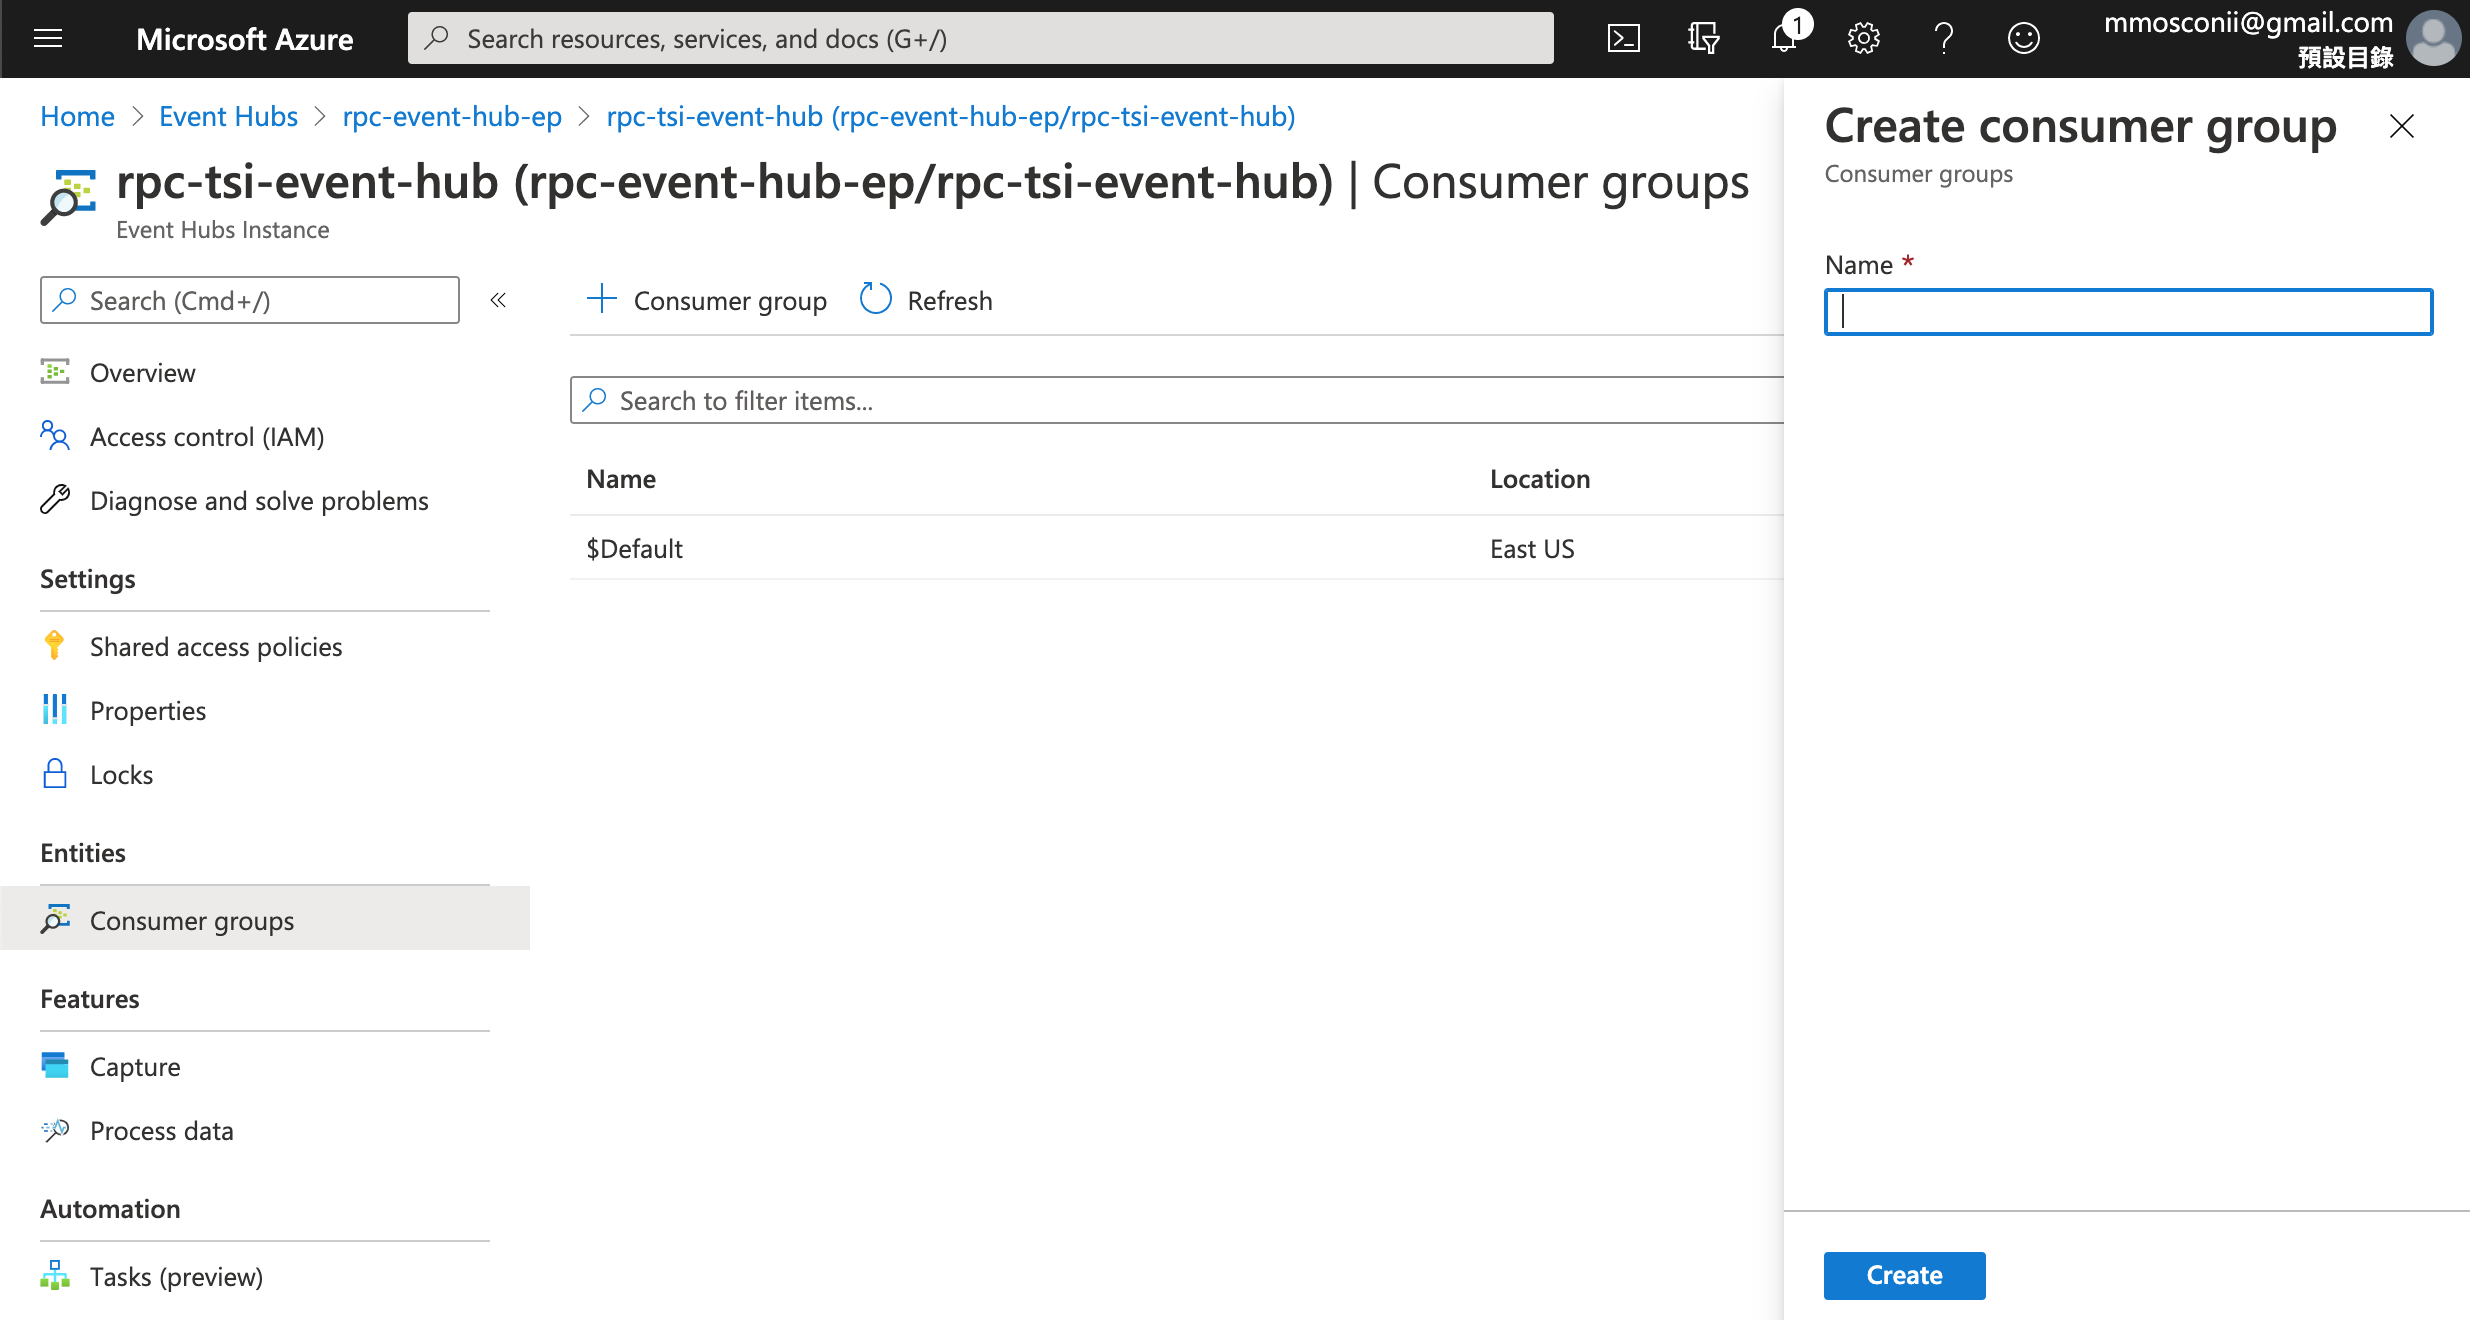 Microsoft Azure
Search resources, services, and docs (G+/)
1
mmosconii@gmail.com
預設目錄
Home > Event Hubs > rpc-event-hub-ep > rpc-tsi-event-hub (rpc-event-hub-ep/rpc-tsi-event-hub)
rpc-tsi-event-hub (rpc-event-hub-ep/rpc-tsi-event-hub) | Consumer groups
Event Hubs Instance
Search (Cmd+/)
«
Overview
Access control (IAM)
Diagnose and solve problems
Settings
Shared access policies
Properties
Locks
Entities
Consumer groups
Features
Capture
Process data
Automation
Tasks (preview)
+ Consumer group
Refresh
Search to filter items...
Name Location
$Default East US
Create consumer group
Consumer groups
Name *
Create